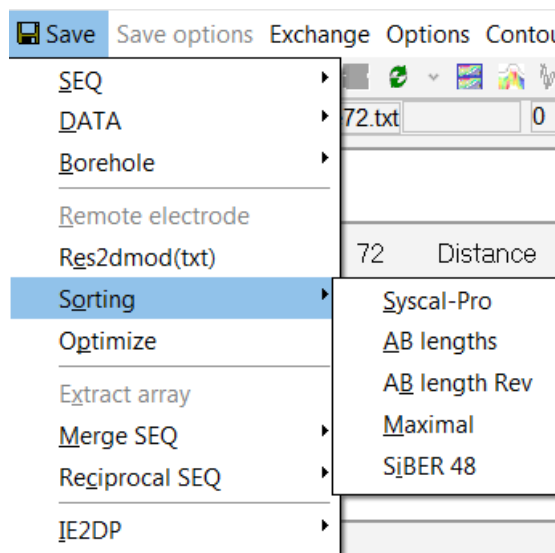 Save Save options Exchange Options Contou
SEQ
DATA
72.txt 0
Borehole
Remote electrode
Res2dmod(txt)
72 Distance
Sorting
Syscal-Pro
Optimize
AB lengths
AB length Rev
Extract array
Maximal
Merge SEQ
SiBER 48
Reciprocal SEQ
IE2DP